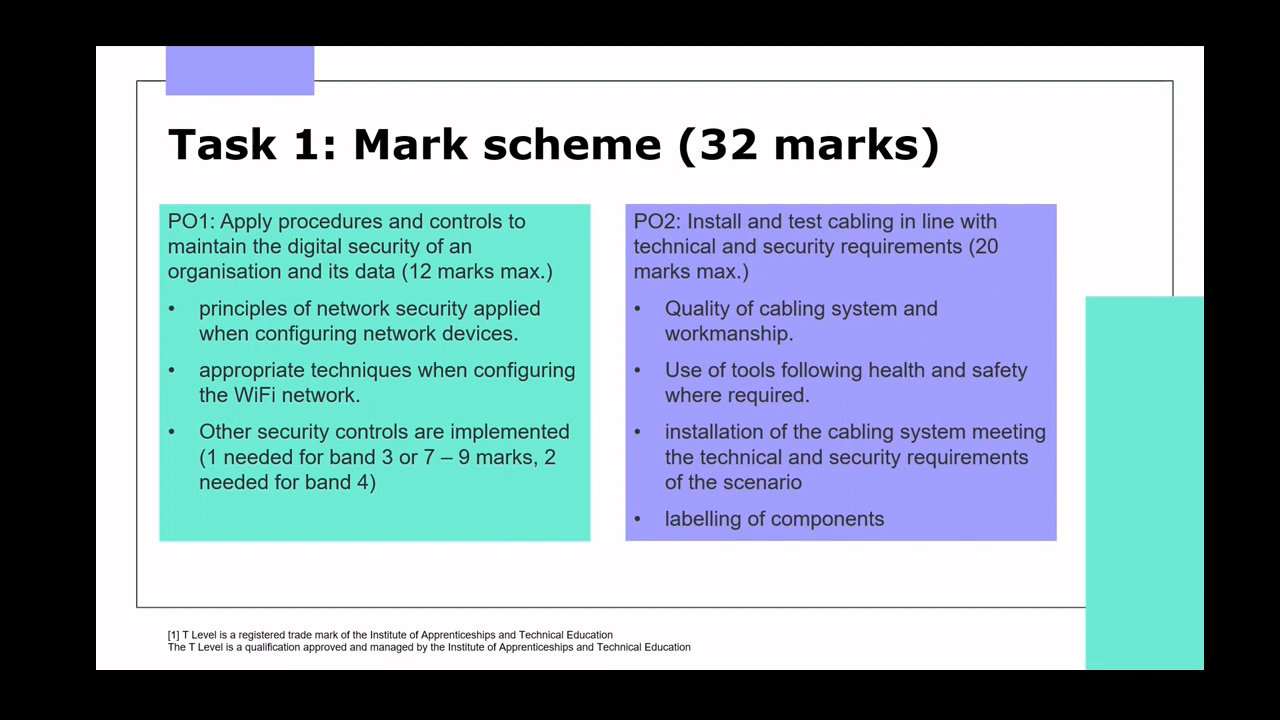 Task 1: Mark scheme (32 marks)
PO1: Apply procedures and controls to
maintain the digital security of an
organisation and its data (12 marks max.)
• principles of network security applied
when configuring network devices.
• appropriate techniques when configuring
the WiFi network.
• Other security controls are implemented
(1 needed for band 3 or 7 – 9 marks, 2
needed for band 4)
PO2: Install and test cabling in line with
technical and security requirements (20
marks max.)
• Quality of cabling system and
workmanship.
• Use of tools following health and safety
where required.
• installation of the cabling system meeting
the technical and security requirements
of the scenario
• labelling of components
[1] T Level is a registered trade mark of the Institute of Apprenticeships and Technical Education
The T Level is a qualification approved and managed by the Institute of Apprenticeships and Technical Education